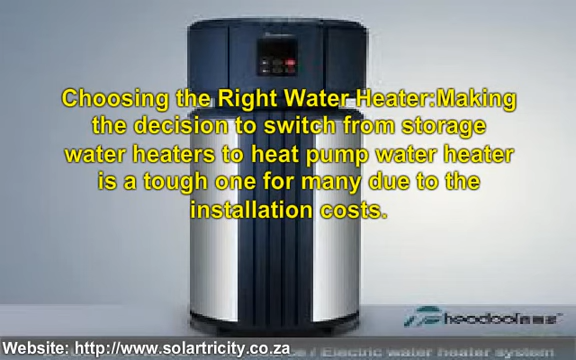 Choosing the Right Water Heater:Making
the decision to switch from storage
water heaters to heat pump water heater
is a tough one for many due to the
installation costs.
Website: http://www.solartricity.co.za
/ Electric water heater system